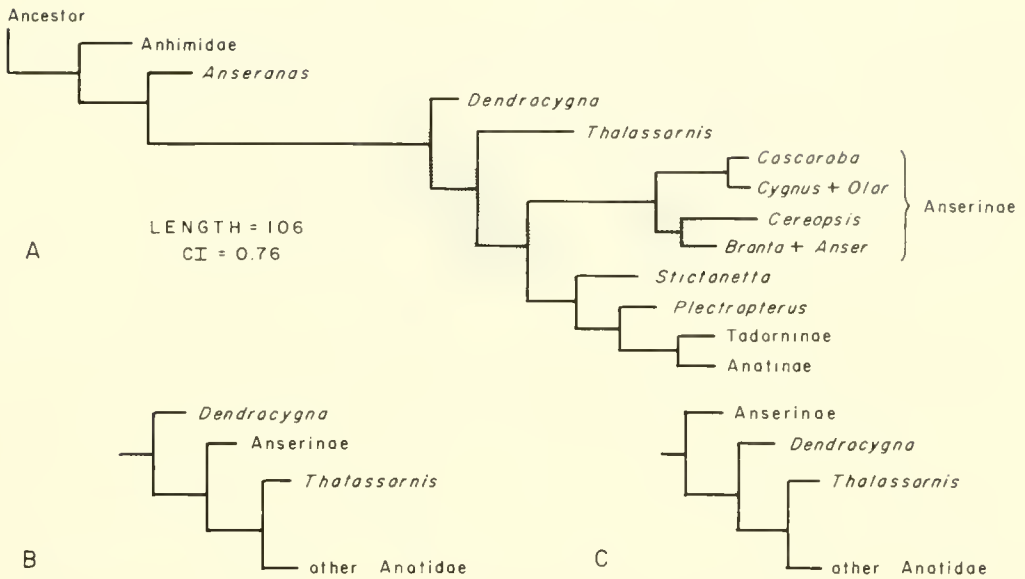 Ancestor
Anhimidae
Anseranas
Dendrocygna
Thalassornis
Coscoroba
Cygnus + Olor
Anserinae
Cereopsis
Branta + Anser
LENGTH = 106
CI = 0.76
A
Stictonetta
Plectropterus
Tadorninae
Anatinae
Dendrocygna
Anserinae
Thalassornis
other Anatidae
B
Anserinae
Dendrocygna
Thalassornis
other Anatidae
C